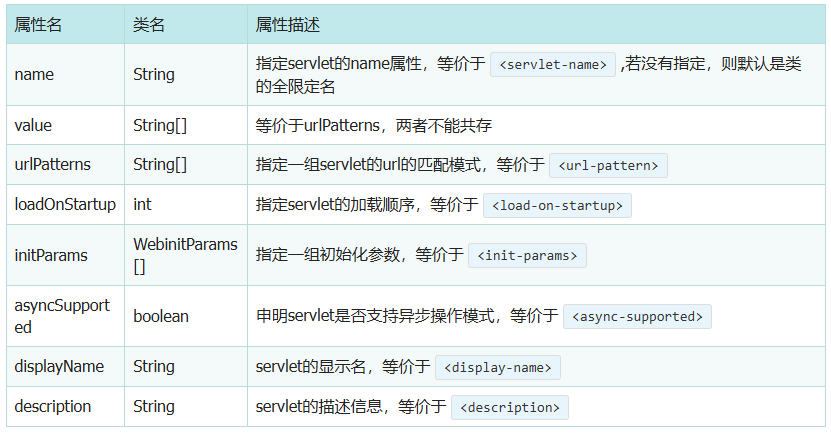 属性名 类名 属性描述
name String 指定servlet的name属性，等价于 <servlet-name> ,若没有指定，则默认是类
的全限定名
value String[] 等价于urlPatterns，两者不能共存
urlPatterns String[] 指定一组servlet的url的匹配模式，等价于 <url-pattern>
loadOnStartup int 指定servlet的加载顺序，等价于 <load-on-startup>
initParams WebinitParams
[] 指定一组初始化参数，等价于 <init-params>
asyncSupport
ed boolean 申明servlet是否支持异步操作模式，等价于 <async-supported>
displayName String servlet的显示名，等价于 <display-name>
description String servlet的描述信息，等价于 <description>